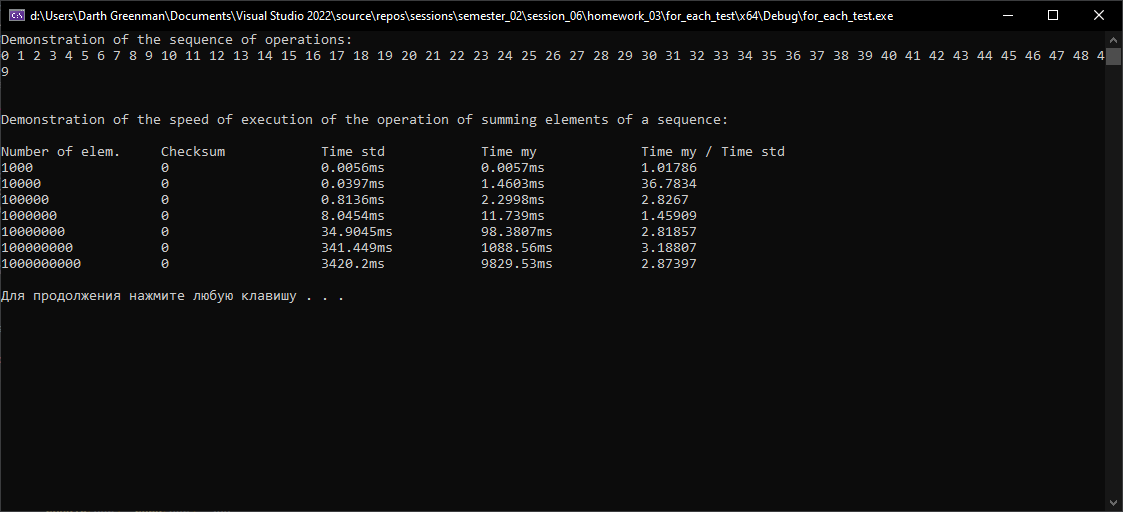 d:\Users\Darth Greenman\Documents\Visual Studio 2022\source\repos\sessions\semester_02\session_06\homework_03\for_each_test\x64\Debug\for_each_test.exe
Demonstration of the sequence of operations:
0 1 2 3 4 5 6 7 8 9 10 11 12 13 14 15 16 17 18 19 20 21 22 23 24 25 26 27 28 29 30 31 32 33 34 35 36 37 38 39 40 41 42 43 44 45 46 47 48 4
9
Demonstration of the speed of execution of the operation of summing elements of a sequence:
Number of elem. Checksum Time std Time my Time my / Time std
1000 0 0.0056ms 0.0057ms 1.01786
10000 0 0.0397ms 1.4603ms 36.7834
100000 0 0.8136ms 2.2998ms 2.8267
1000000 0 8.0454ms 11.739ms 1.45909
10000000 0 34.9045ms 98.3807ms 2.81857
100000000 0 341.449ms 1088.56ms 3.18807
1000000000 0 3420.2ms 9829.53ms 2.87397
Для продолжения нажмите любую клавишу . . .